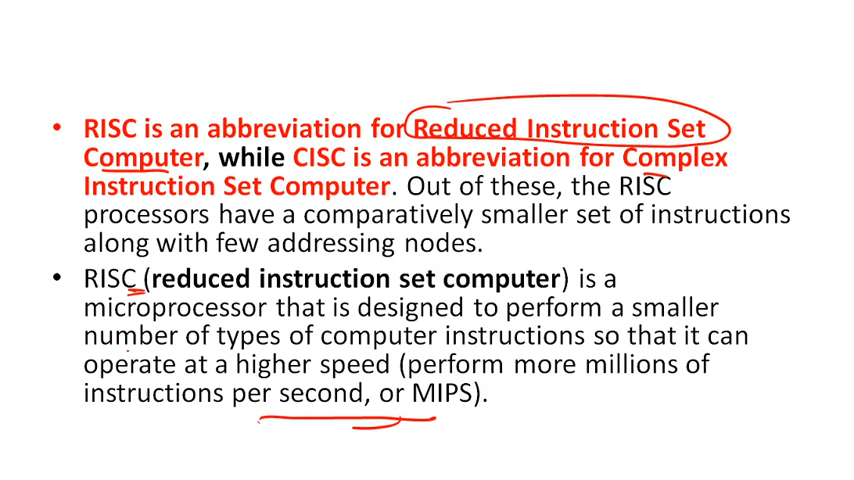 • RISC is an abbreviation for Reduced Instruction Set
Computer, while CISC is an abbreviation for Complex
Instruction Set Computer. Out of these, the RISC
processors have a comparatively smaller set of instructions
along with few addressing nodes.
• RISC (reduced instruction set computer) is a
microprocessor that is designed to perform a smaller
number of types of computer instructions so that it can
operate at a higher speed (perform more millions of
instructions per second, or MIPS).